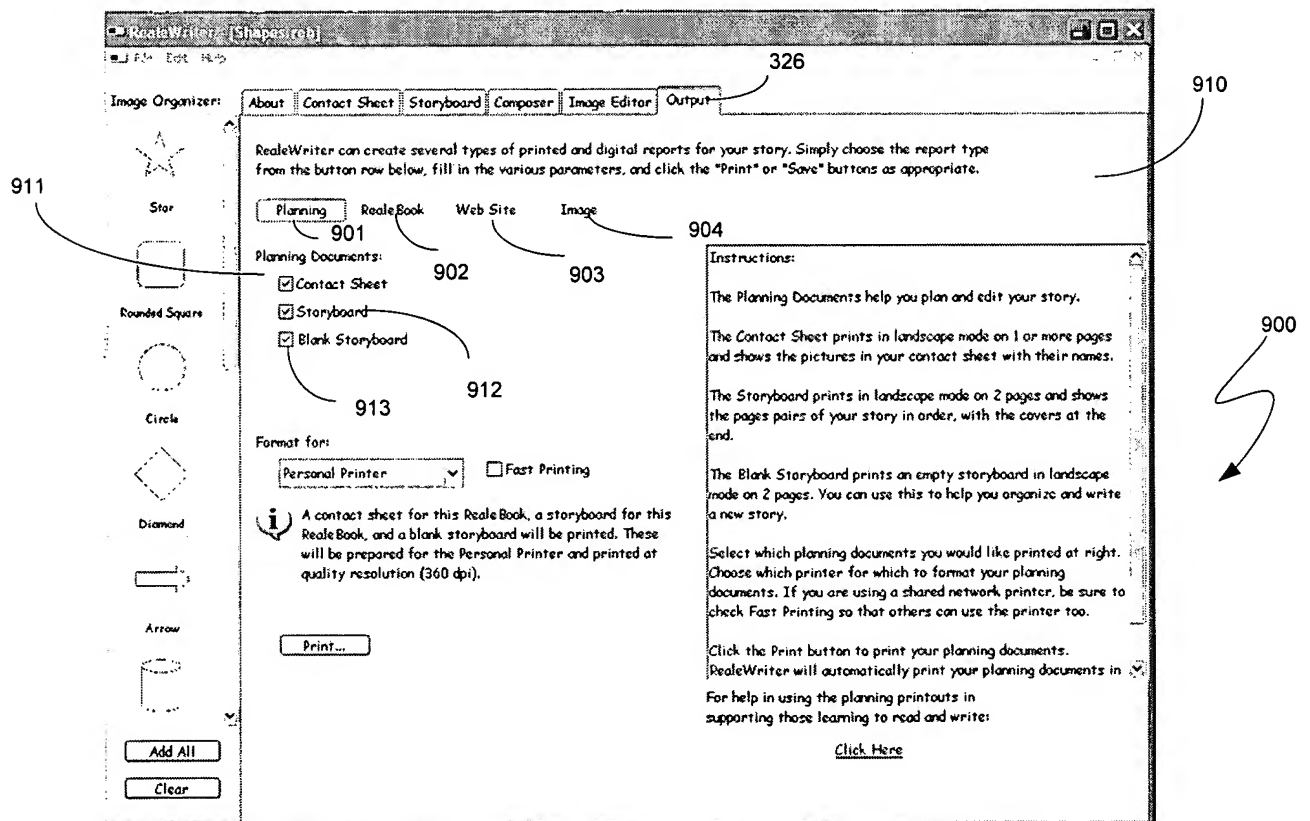 RealeWriter - [Shapes.reb]
File Edit Help
326
910
Image Organizer:
About Contact Sheet Storyboard Composer Image Editor Output
RealeWriter can create several types of printed and digital reports for your story. Simply choose the report type
from the button row below, fill in the various parameters, and click the "Print" or "Save" buttons as appropriate.
911
Star
Planning RealeBook Web Site Image
901
902
903
904
Planning Documents:
Contact Sheet
Storyboard
Blank Storyboard
912
913
Rounded Square
Circle
Format for:
Personal Printer
Fast Printing
A contact sheet for this RealeBook, a storyboard for this
RealeBook, and a blank storyboard will be printed. These
will be prepared for the Personal Printer and printed at
quality resolution (360 dpi).
Diamond
Arrow
Print...
Add All
Clear
Instructions:
The Planning Documents help you plan and edit your story.
The Contact Sheet prints in landscape mode on 1 or more pages
and shows the pictures in your contact sheet with their names.
The Storyboard prints in landscape mode on 2 pages and shows
the pages pairs of your story in order, with the covers at the
end.
The Blank Storyboard prints an empty storyboard in landscape
mode on 2 pages. You can use this to help you organize and write
a new story.
Select which planning documents you would like printed at right.
Choose which printer for which to format your planning
documents. If you are using a shared network printer, be sure to
check Fast Printing so that others can use the printer too.
Click the Print button to print your planning documents.
RealeWriter will automatically print your planning documents in
For help in using the planning printouts in
supporting those learning to read and write:
Click Here
900